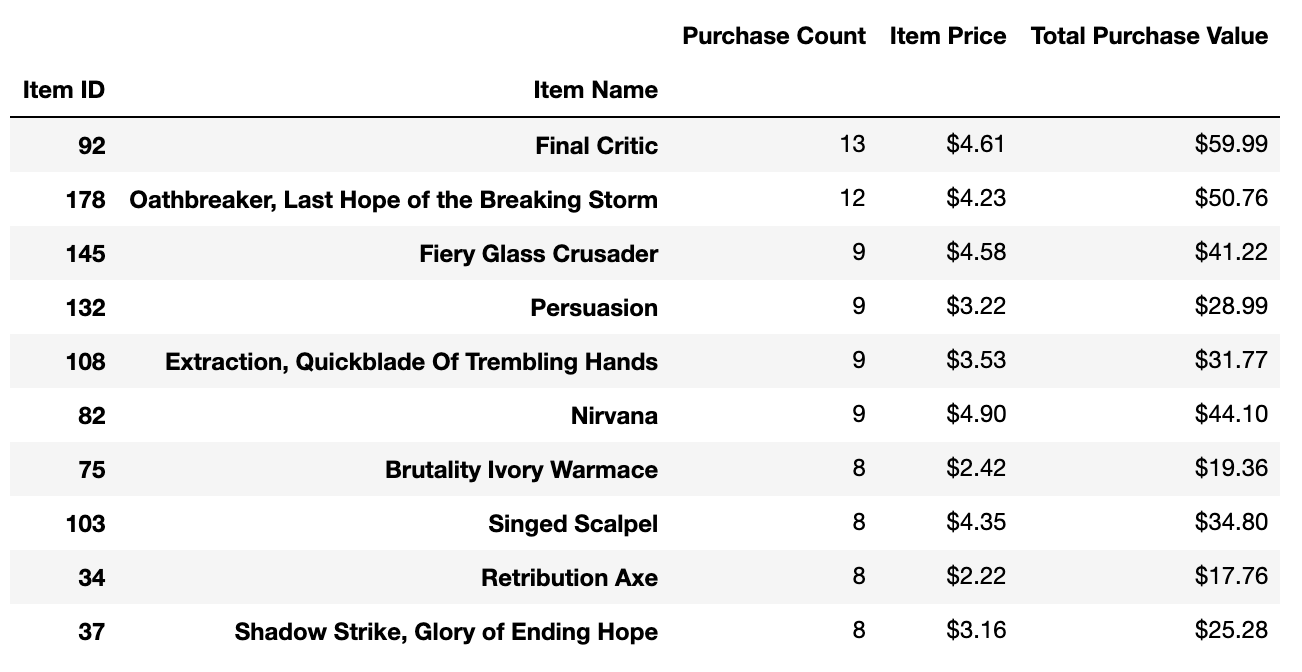 Purchase Count Item Price Total Purchase Value
Item ID Item Name
92 Final Critic 13 $4.61 $59.99
178 Oathbreaker, Last Hope of the Breaking Storm 12 $4.23 $50.76
145 Fiery Glass Crusader 9 $4.58 $41.22
132 Persuasion 9 $3.22 $28.99
108 Extraction, Quickblade Of Trembling Hands 9 $3.53 $31.77
82 Nirvana 9 $4.90 $44.10
75 Brutality Ivory Warmace 8 $2.42 $19.36
103 Singed Scalpel 8 $4.35 $34.80
34 Retribution Axe 8 $2.22 $17.76
37 Shadow Strike, Glory of Ending Hope 8 $3.16 $25.28